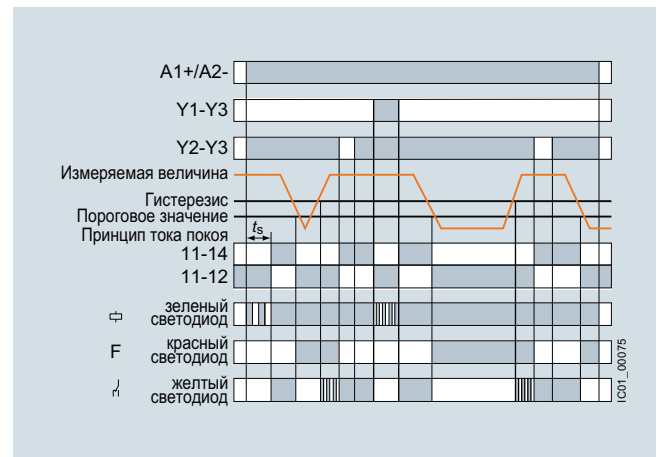 A1+/A2-
Y1-Y3
Y2-Y3
Измеряемая величина
Гистерезис
Пороговое значение
Принцип тока покоя
ts
11-14
11-12
зеленый
светодиод
F
красный
светодиод
желтый
светодиод
IC01_00075